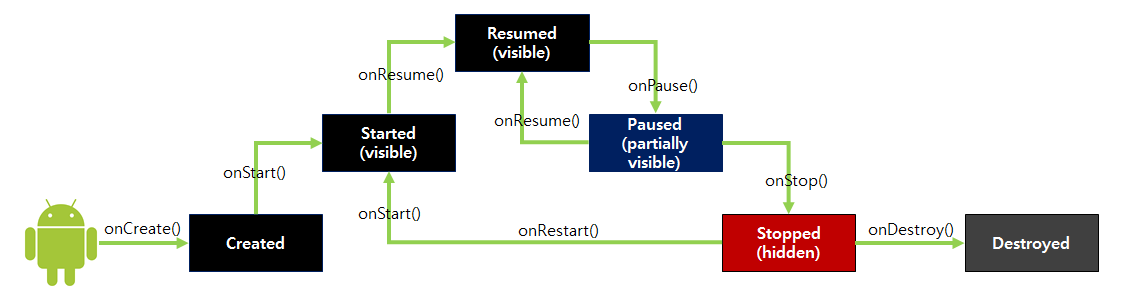 Resumed
(visible)
onResume()
onPause()
onResume()
Started
(visible)
Paused
(partially
visible)
onStart()
onStop()
onStart()
onCreate()
Created
onRestart()
Stopped
(hidden)
onDestroy()
Destroyed